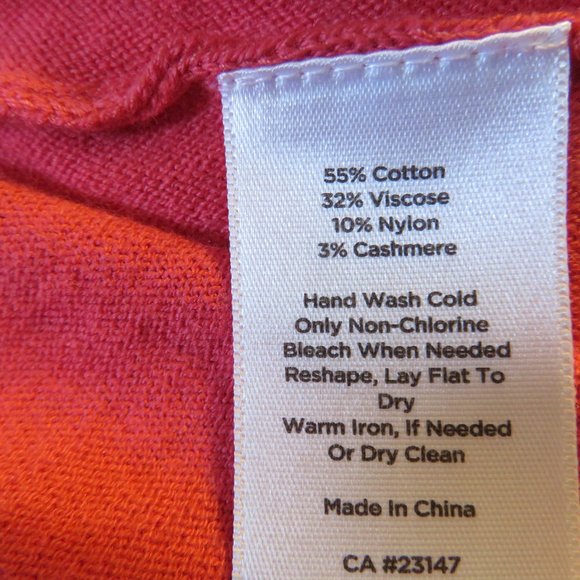 55% Cotton
32% Viscose
10% Nylon
3% Cashmere
Hand Wash Cold
Only Non-Chlorine
Bleach When Needed
Reshape, Lay Flat To
Dry
Warm Iron, If Needed
Or Dry Clean
Made In China
CA #23147